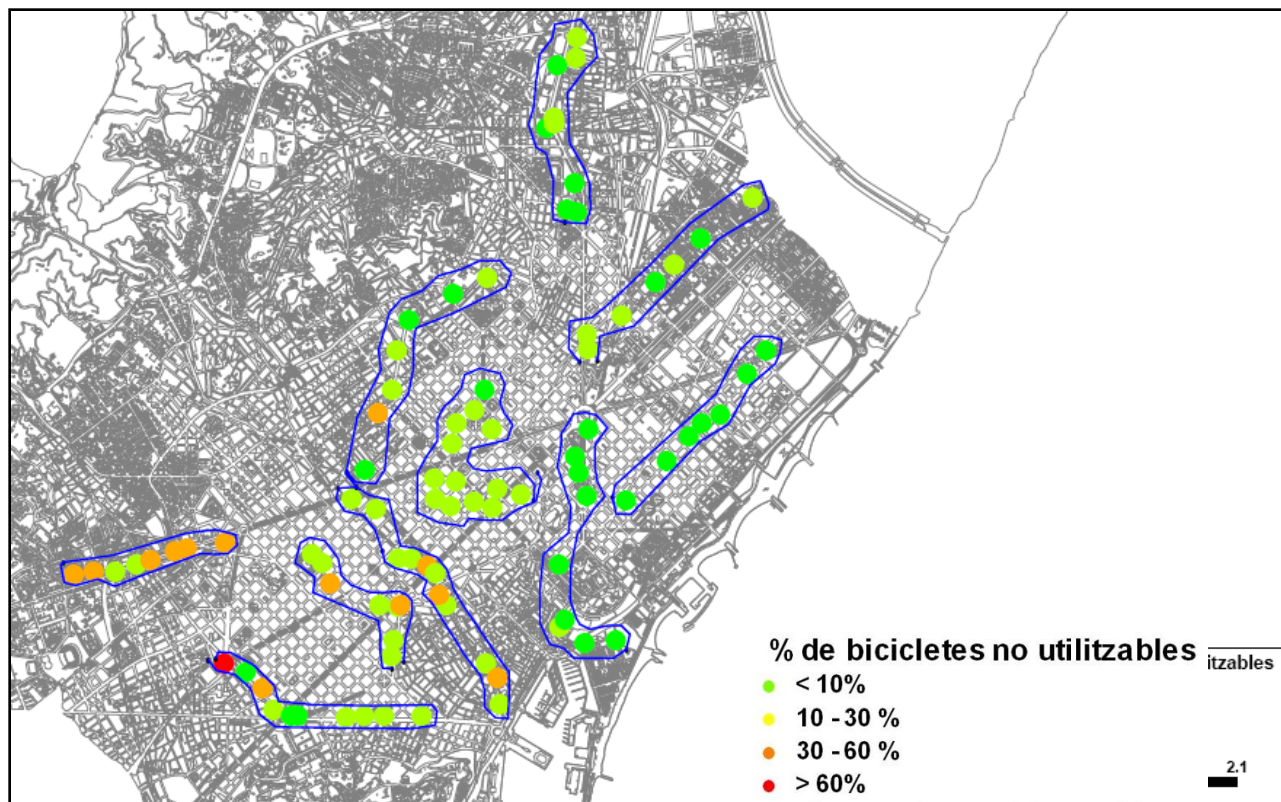 % de bicicletes no utilitzables
itzables
< 10%
10 - 30 %
30 - 60 %
> 60%
2.1